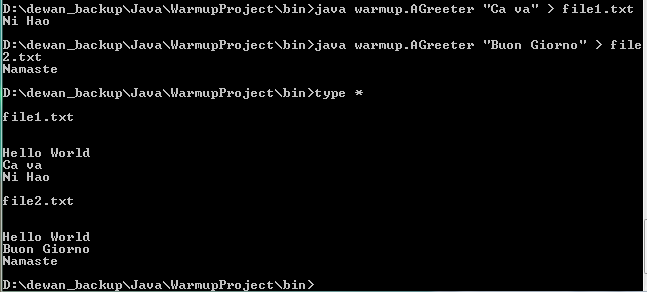 D:\dewan_backup\Java\WarmupProject\bin>java warmup.AGreeter "Ca va" > file1.txt
Ni Hao
D:\dewan_backup\Java\WarmupProject\bin>java warmup.AGreeter "Buon Giorno" > file
2.txt
Namaste
D:\dewan_backup\Java\WarmupProject\bin>type *
file1.txt
Hello World
Ca va
Ni Hao
file2.txt
Hello World
Buon Giorno
Namaste
D:\dewan_backup\Java\WarmupProject\bin>